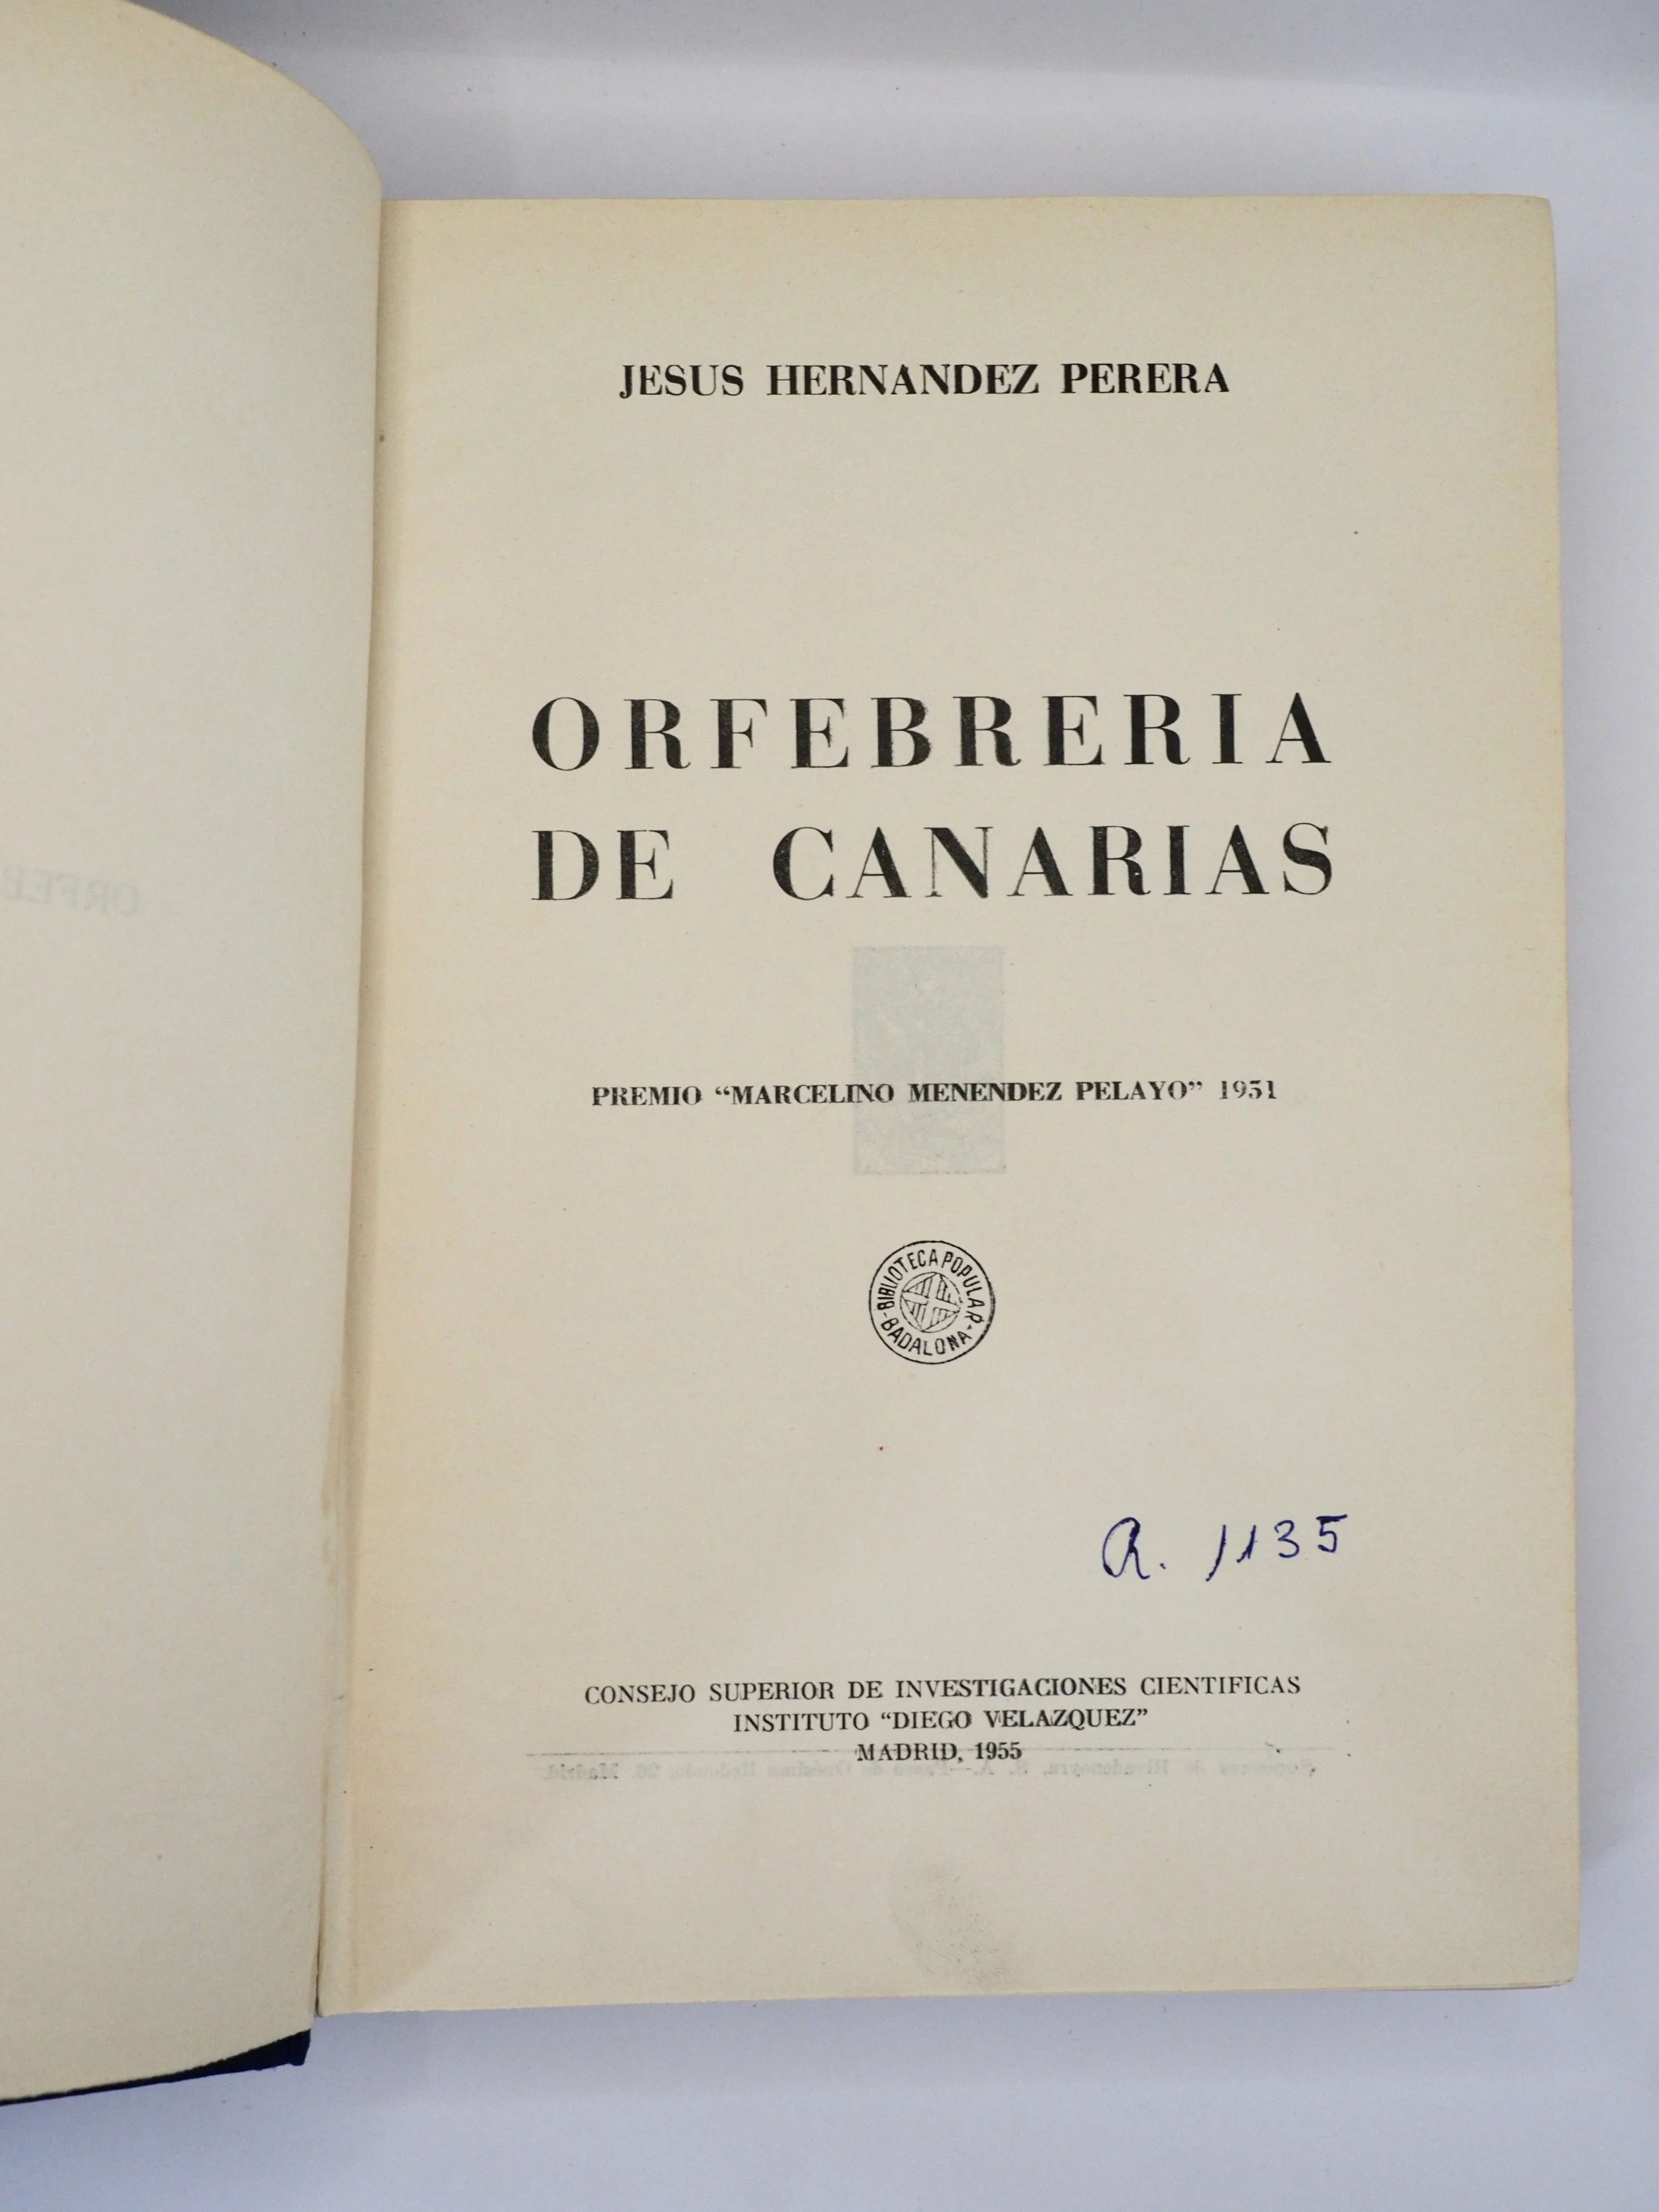 JESUS HERNANDEZ PERERA
ORFEBRERIA
DE CANARIAS
PREMIO “MARCELINO MENENDEZ PELAYO” 1951
BIBLIOTECA POPULAR
- BADALONA -
R. 1135
CONSEJO SUPERIOR DE INVESTIGACIONES CIENTIFICAS
INSTITUTO “DIEGO VELAZQUEZ”
MADRID, 1955